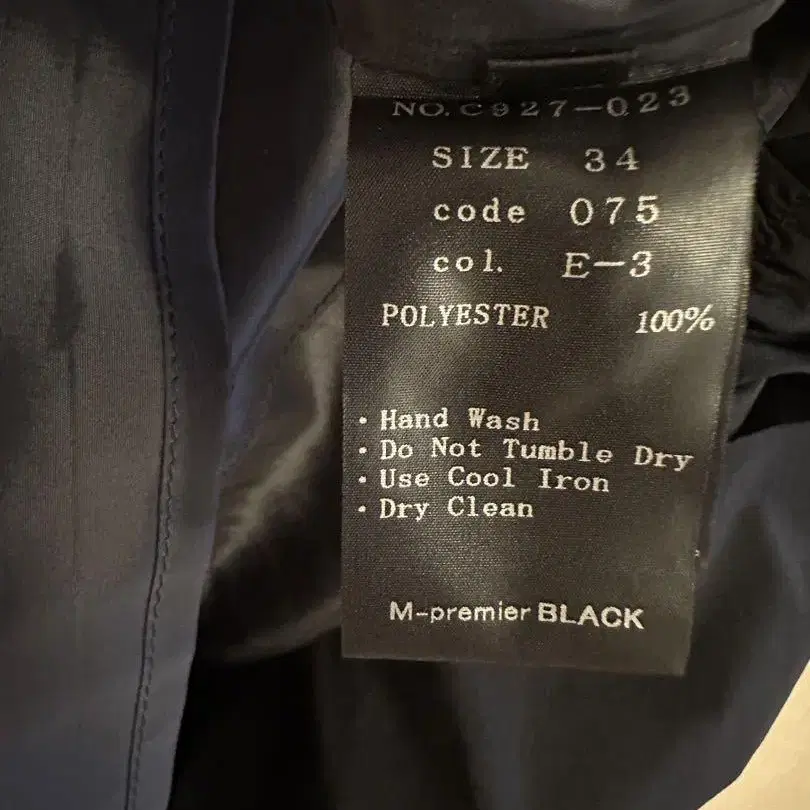 NO. C927-023
SIZE 34
code 075
col. E-3
POLYESTER 100%
· Hand Wash
· Do Not Tumble Dry
· Use Cool Iron
· Dry Clean
M-premier BLACK